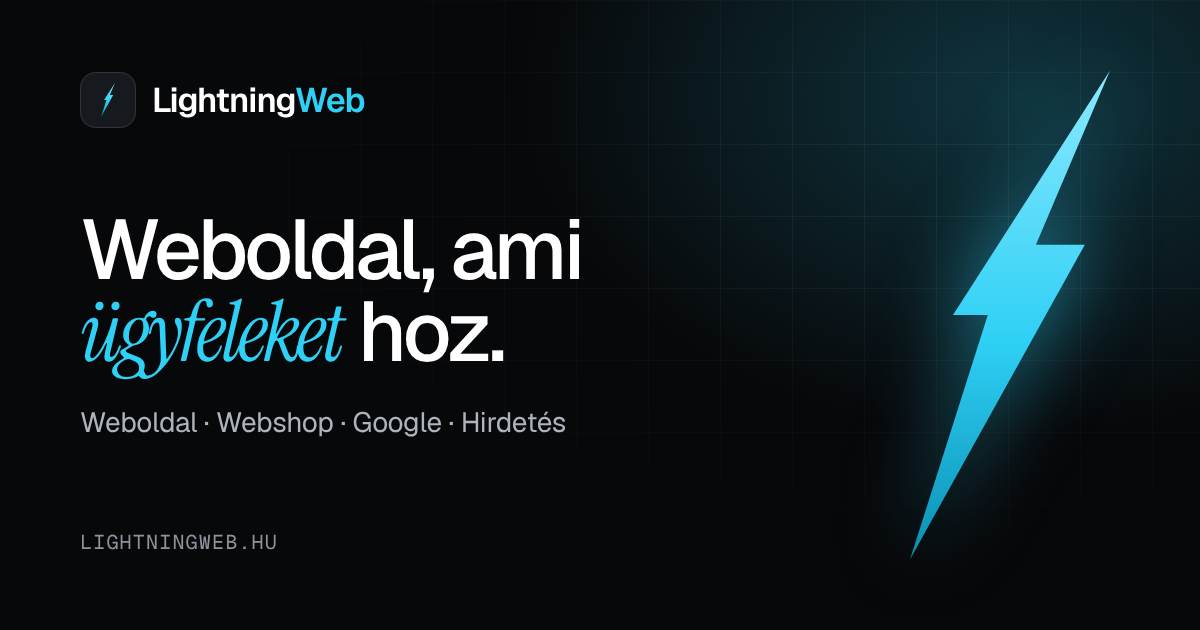 LightningWeb
Weboldal, ami
ügyfeleket hoz.
Weboldal · Webshop · Google · Hirdetés
LIGHTNINGWEB.HU